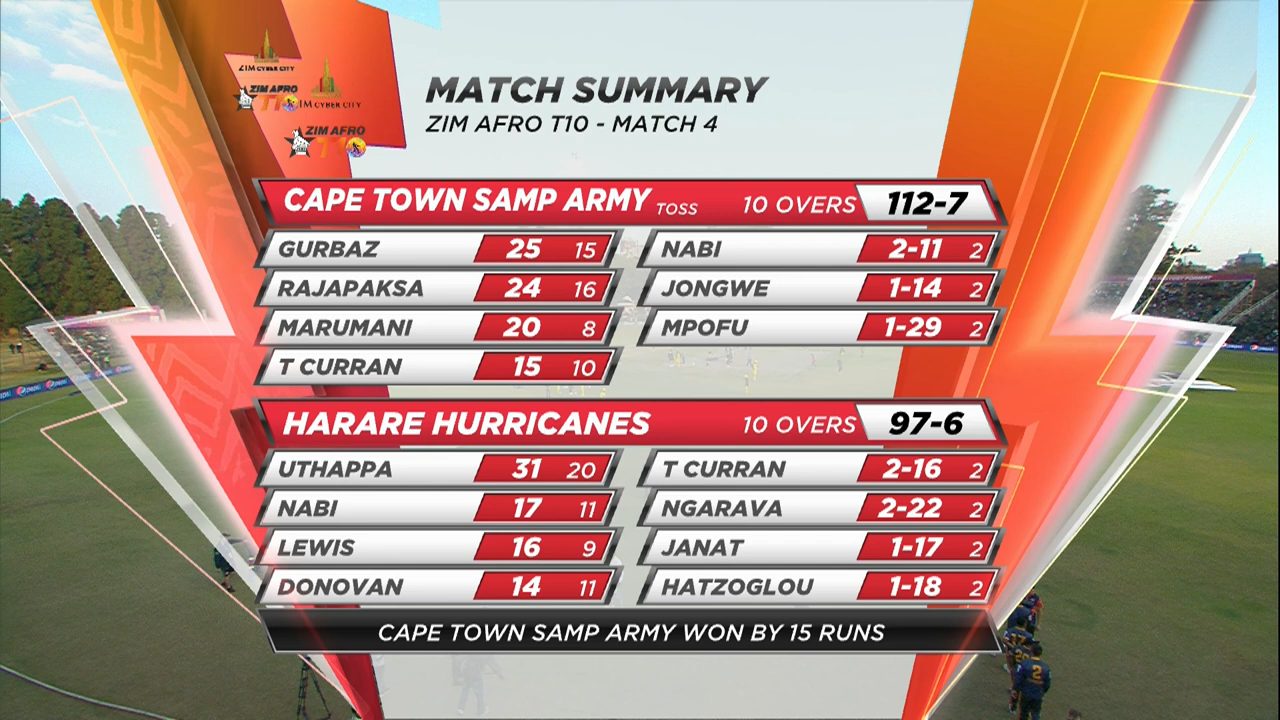 ZIM CYBER CITY
ZIM AFRO
T10
IM CYBER CITY
ZIM AFRO
T10
MATCH SUMMARY
ZIM AFRO T10 - MATCH 4
CAPE TOWN SAMP ARMY TOSS 10 OVERS 112-7
GURBAZ 25 15 NABI 2-11 2
RAJAPAKSA 24 16 JONGWE 1-14 2
MARUMANI 20 8 MPOFU 1-29 2
T CURRAN 15 10
HARARE HURRICANES 10 OVERS 97-6
UTHAPPA 31 20 T CURRAN 2-16 2
NABI 17 11 NGARAVA 2-22 2
LEWIS 16 9 JANAT 1-17 2
DONOVAN 14 11 HATZOGLOU 1-18 2
CAPE TOWN SAMP ARMY WON BY 15 RUNS
2